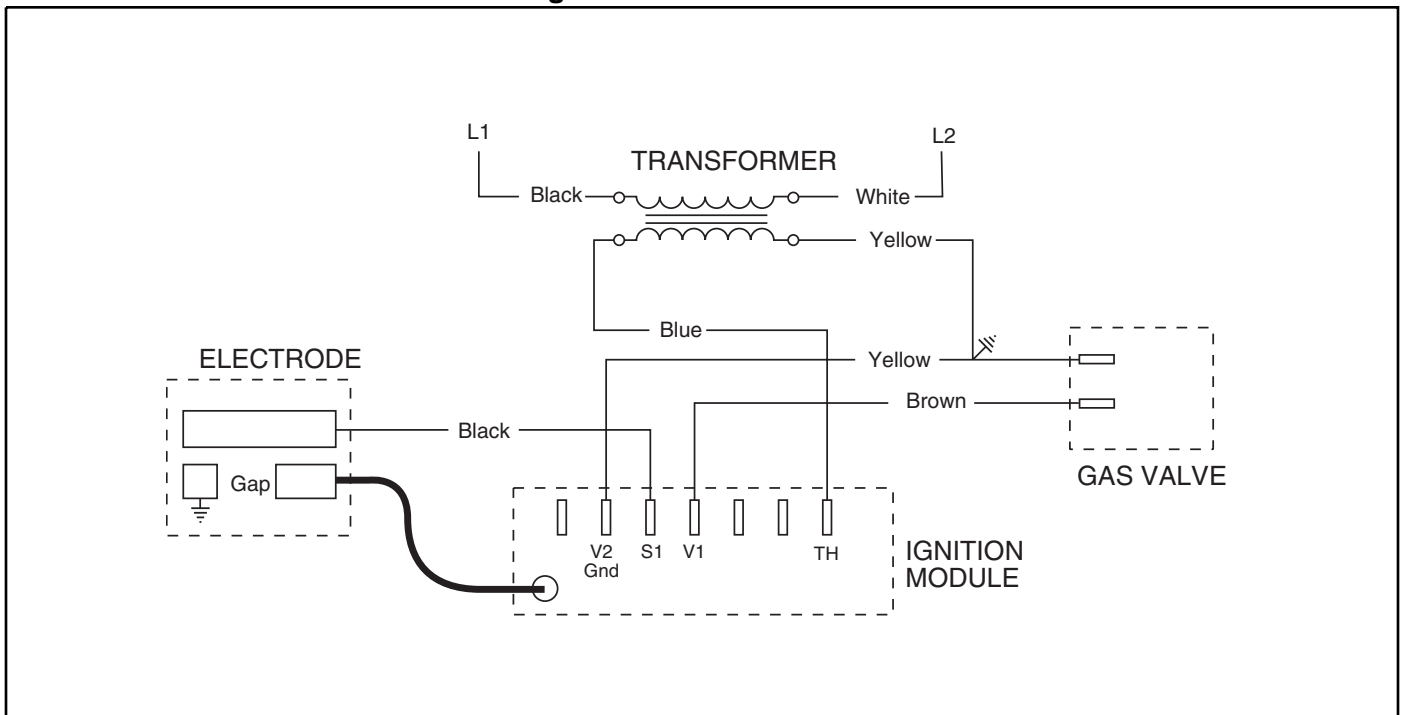 g
L1
L2
TRANSFORMER
Black
White
Yellow
Blue
Yellow
ELECTRODE
Brown
Black
GAS VALVE
Gap
V2
Gnd
S1
V1
TH
IGNITION
MODULE